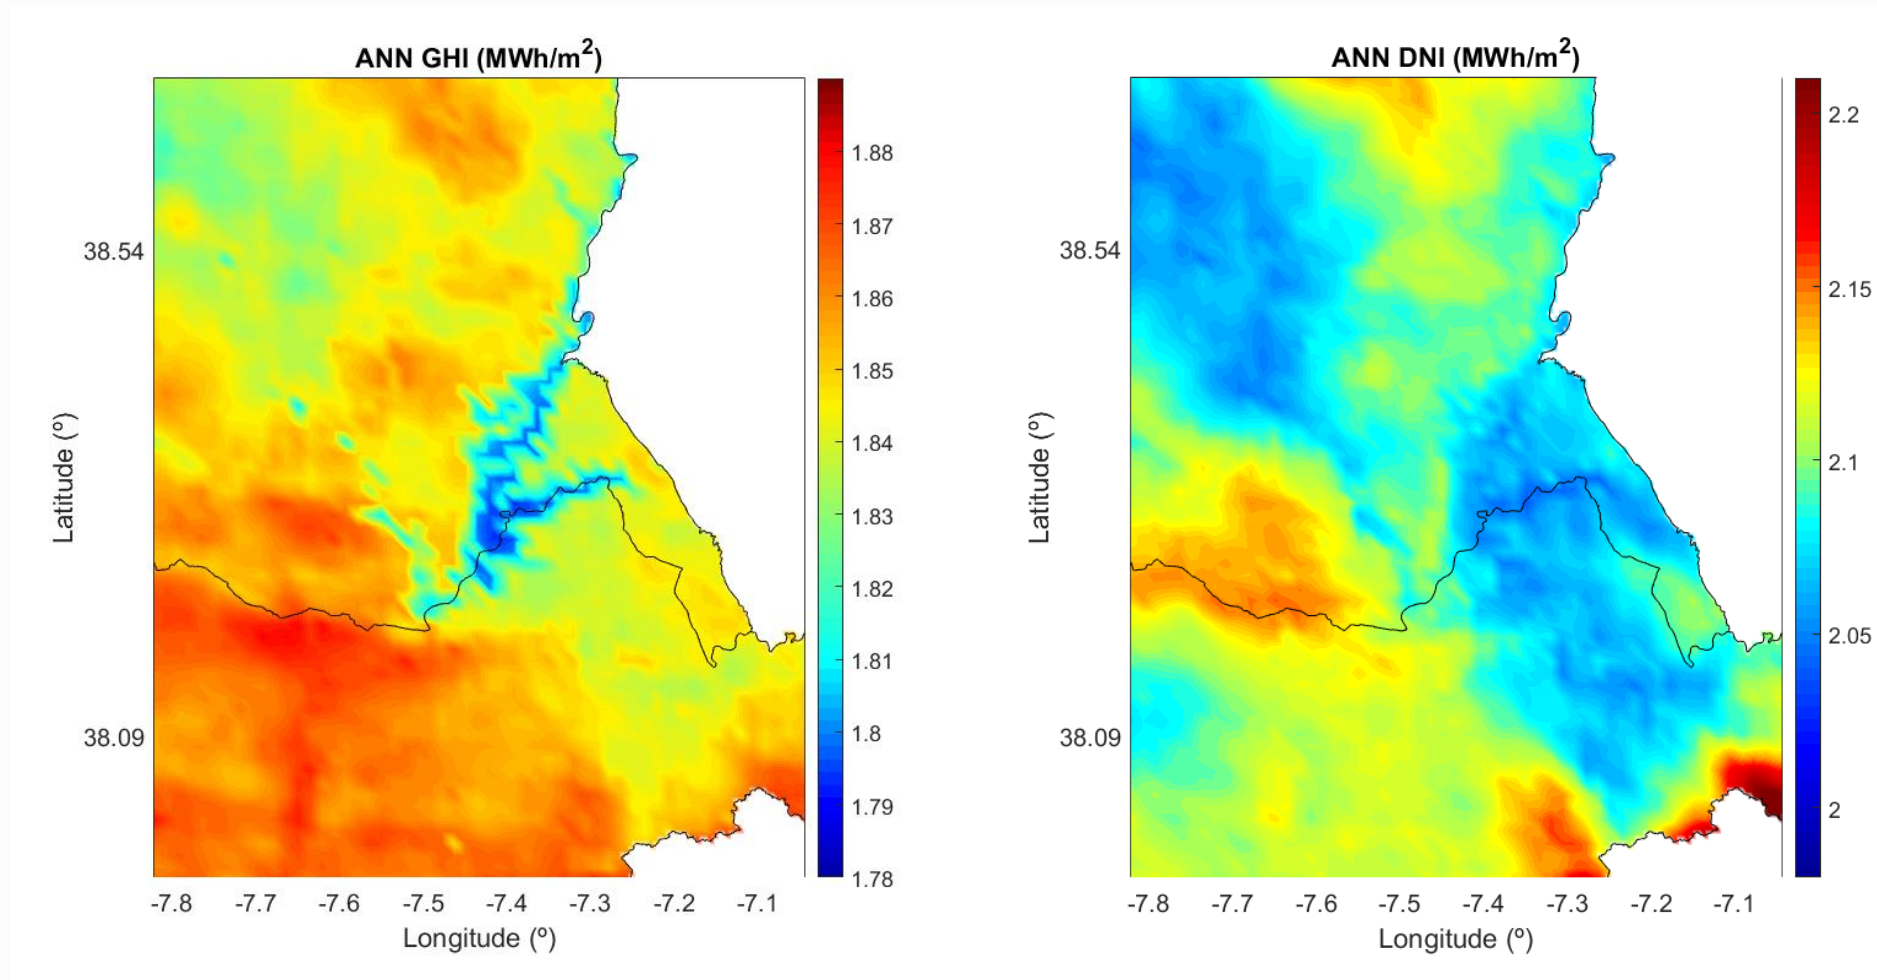 ANN GHI (MWh/m²)
38.54
38.09
Latitude (º)
-7.8 -7.7 -7.6 -7.5 -7.4 -7.3 -7.2 -7.1
Longitude (º)
1.88
1.87
1.86
1.85
1.84
1.83
1.82
1.81
1.8
1.79
1.78
ANN DNI (MWh/m²)
38.54
38.09
Latitude (º)
-7.8 -7.7 -7.6 -7.5 -7.4 -7.3 -7.2 -7.1
Longitude (º)
2.2
2.15
2.1
2.05
2